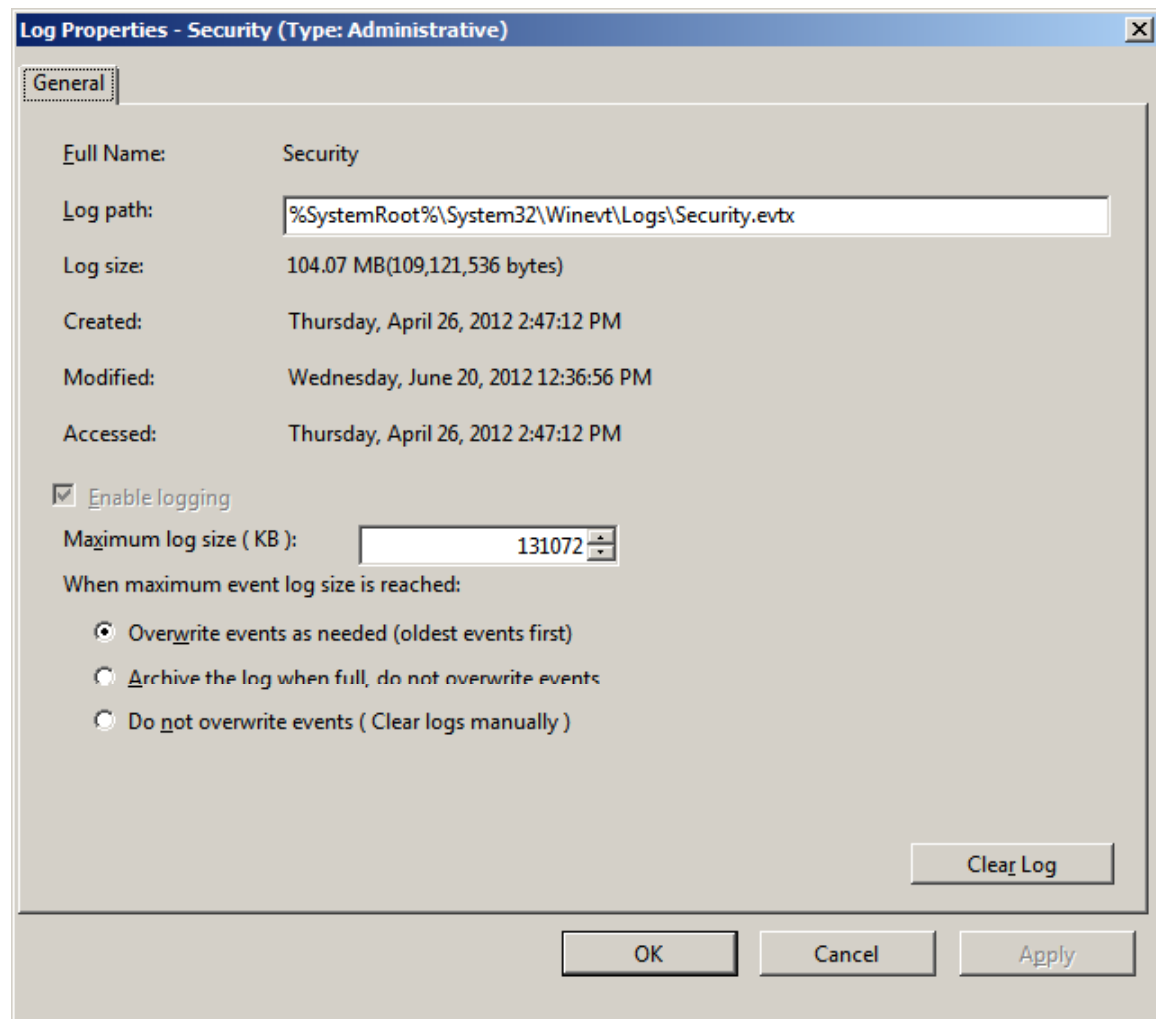 Log Properties - Security (Type: Administrative)
General
Full Name: Security
Log path: %SystemRoot%\System32\Winevt\Logs\Security.evtx
Log size: 104.07 MB(109,121,536 bytes)
Created: Thursday, April 26, 2012 2:47:12 PM
Modified: Wednesday, June 20, 2012 12:36:56 PM
Accessed: Thursday, April 26, 2012 2:47:12 PM
Enable logging
Maximum log size ( KB ): 131072
When maximum event log size is reached:
Overwrite events as needed (oldest events first)
Archive the log when full, do not overwrite events
Do not overwrite events ( Clear logs manually )
Clear Log
OK Cancel Apply